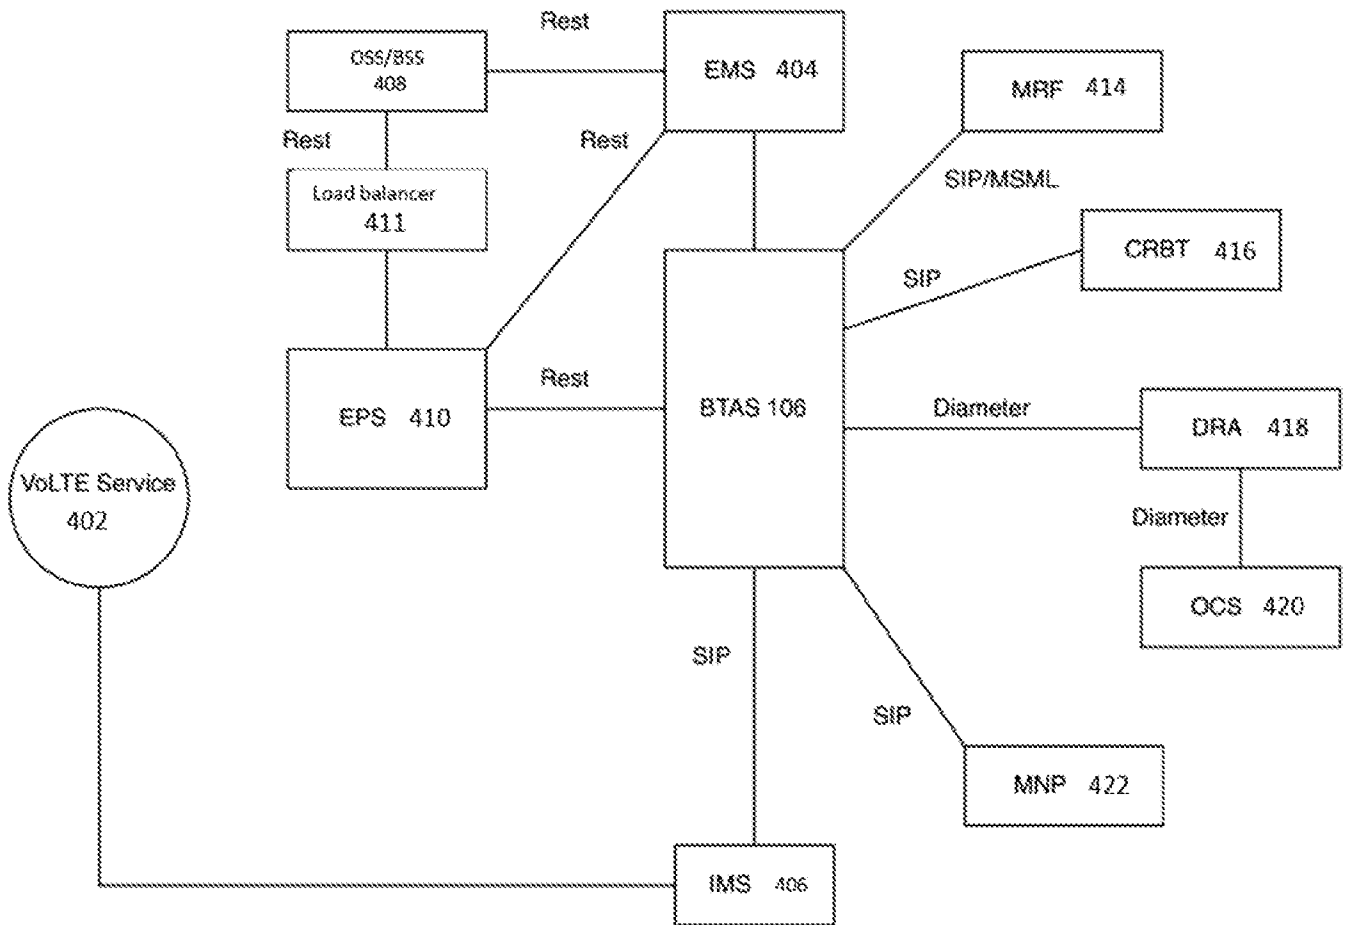 Rest
OSS/BSS
408
EMS 404
MRF 414
Rest
Rest
SIP/MSML
Load balancer
411
CRBT 416
SIP
Rest
EPS 410
BTAS 106
Diameter
DRA 418
VoLTE Service
402
Diameter
OCS 420
SIP
SIP
MNP 422
IMS 406